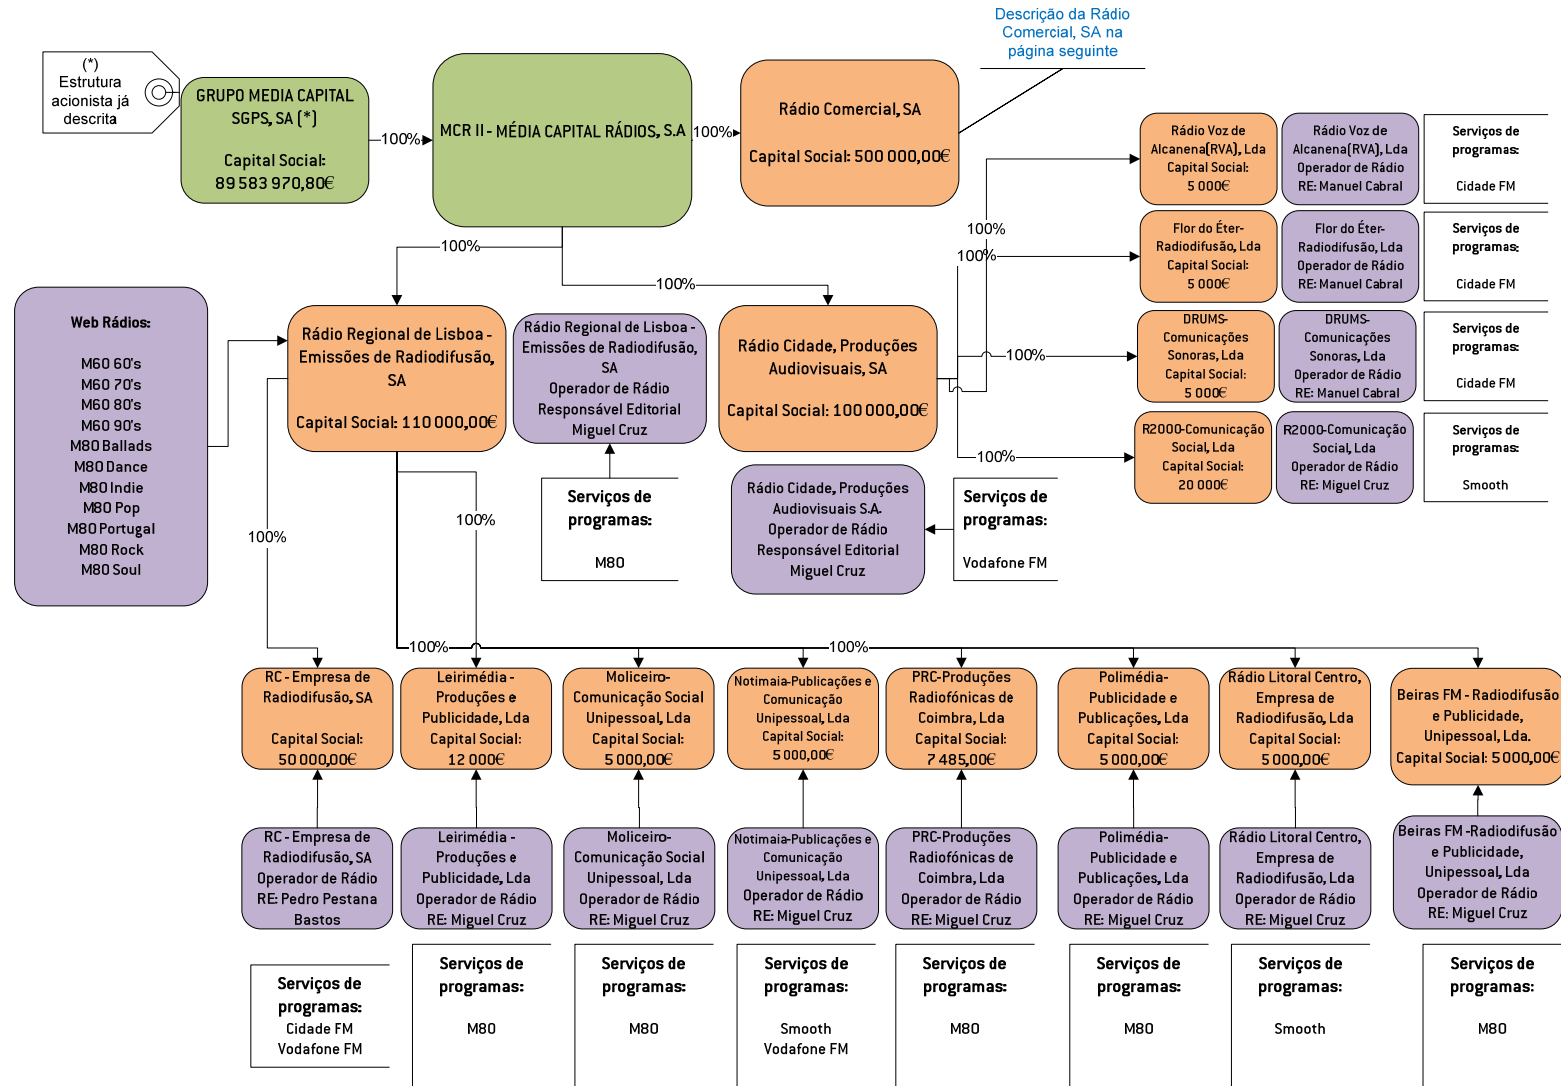 Descrição da Rádio
Comercial, SA na
página seguinte
(*)
Estrutura
acionista já
descrita
GRUPO MEDIA CAPITAL
SGPS, SA (*)
Capital Social:
89 583 970,80€
100%
MCR II - MÉDIA CAPITAL RÁDIOS, S.A
100%
Rádio Comercial, SA
Capital Social: 500 000,00€
100%
100%
Web Rádios:
M60 60's
M60 70's
M60 80's
M60 90's
M80 Ballads
M80 Dance
M80 Indie
M80 Pop
M80 Portugal
M80 Rock
M80 Soul
Rádio Regional de Lisboa -
Emissões de Radiodifusão,
SA
Capital Social: 110 000,00€
Rádio Regional de Lisboa -
Emissões de Radiodifusão,
SA
Operador de Rádio
Responsável Editorial
Miguel Cruz
Serviços de
programas:
M80
Rádio Cidade, Produções
Audiovisuais, SA
Capital Social: 100 000,00€
Rádio Cidade, Produções
Audiovisuais S.A.
Operador de Rádio
Responsável Editorial
Miguel Cruz
Serviços de
programas:
Vodafone FM
100%
100%
100%
100%
Rádio Voz de
Alcanena(RVA), Lda
Capital Social:
5 000€
Rádio Voz de
Alcanena(RVA), Lda
Operador de Rádio
RE: Manuel Cabral
Serviços de
programas:
Cidade FM
Flor do Éter-
Radiodifusão, Lda
Capital Social:
5 000€
Flor do Éter-
Radiodifusão, Lda
Operador de Rádio
RE: Manuel Cabral
Serviços de
programas:
Cidade FM
DRUMS-
Comunicações
Sonoras, Lda
Capital Social:
5 000€
DRUMS-
Comunicações
Sonoras, Lda
Operador de Rádio
RE: Manuel Cabral
Serviços de
programas:
Cidade FM
R2000-Comunicação
Social, Lda
Capital Social:
20 000€
R2000-Comunicação
Social, Lda
Operador de Rádio
RE: Miguel Cruz
Serviços de
programas:
Smooth
100%
100%
100%
100%
RC - Empresa de
Radiodifusão, SA
Capital Social:
50 000,00€
Leirimédia -
Produções e
Publicidade, Lda
Capital Social:
12 000€
Moliceiro-
Comunicação Social
Unipessoal, Lda
Capital Social:
5 000,00€
Notimaia-Publicações e
Comunicação
Unipessoal, Lda
Capital Social:
5 000,00€
PRC-Produções
Radiofónicas de
Coimbra, Lda
Capital Social:
7 485,00€
Polimédia-
Publicidade e
Publicações, Lda
Capital Social:
5 000,00€
Rádio Litoral Centro,
Empresa de
Radiodifusão, Lda
Capital Social:
5 000,00€
Beiras FM - Radiodifusão
e Publicidade,
Unipessoal, Lda.
Capital Social: 5 000,00€
RC - Empresa de
Radiodifusão, SA
Operador de Rádio
RE: Pedro Pestana
Bastos
Leirimédia -
Produções e
Publicidade, Lda
Operador de Rádio
RE: Miguel Cruz
Moliceiro-
Comunicação Social
Unipessoal, Lda
Operador de Rádio
RE: Miguel Cruz
Notimaia-Publicações e
Comunicação
Unipessoal, Lda
Operador de Rádio
RE: Miguel Cruz
PRC-Produções
Radiofónicas de
Coimbra, Lda
Operador de Rádio
RE: Miguel Cruz
Polimédia-
Publicidade e
Publicações, Lda
Operador de Rádio
RE: Miguel Cruz
Rádio Litoral Centro,
Empresa de
Radiodifusão, Lda
Operador de Rádio
RE: Miguel Cruz
Beiras FM -Radiodifusão
e Publicidade,
Unipessoal, Lda
Operador de Rádio
RE: Miguel Cruz
Serviços de
programas:
Cidade FM
Vodafone FM
Serviços de
programas:
M80
Serviços de
programas:
M80
Serviços de
programas:
Smooth
Vodafone FM
Serviços de
programas:
M80
Serviços de
programas:
M80
Serviços de
programas:
Smooth
Serviços de
programas:
M80